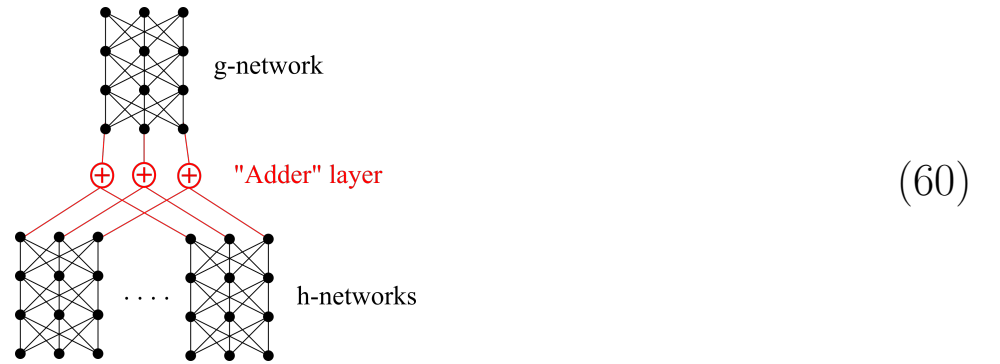 g-network
"Adder" layer
(60)
. . . .
h-networks